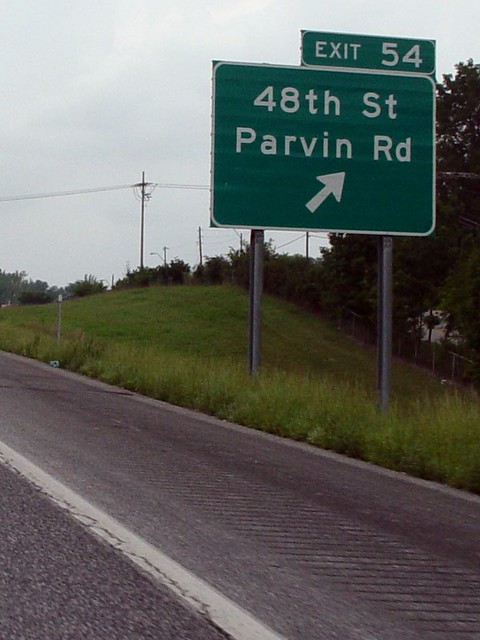 EXIT 54
48th St
Parvin Rd